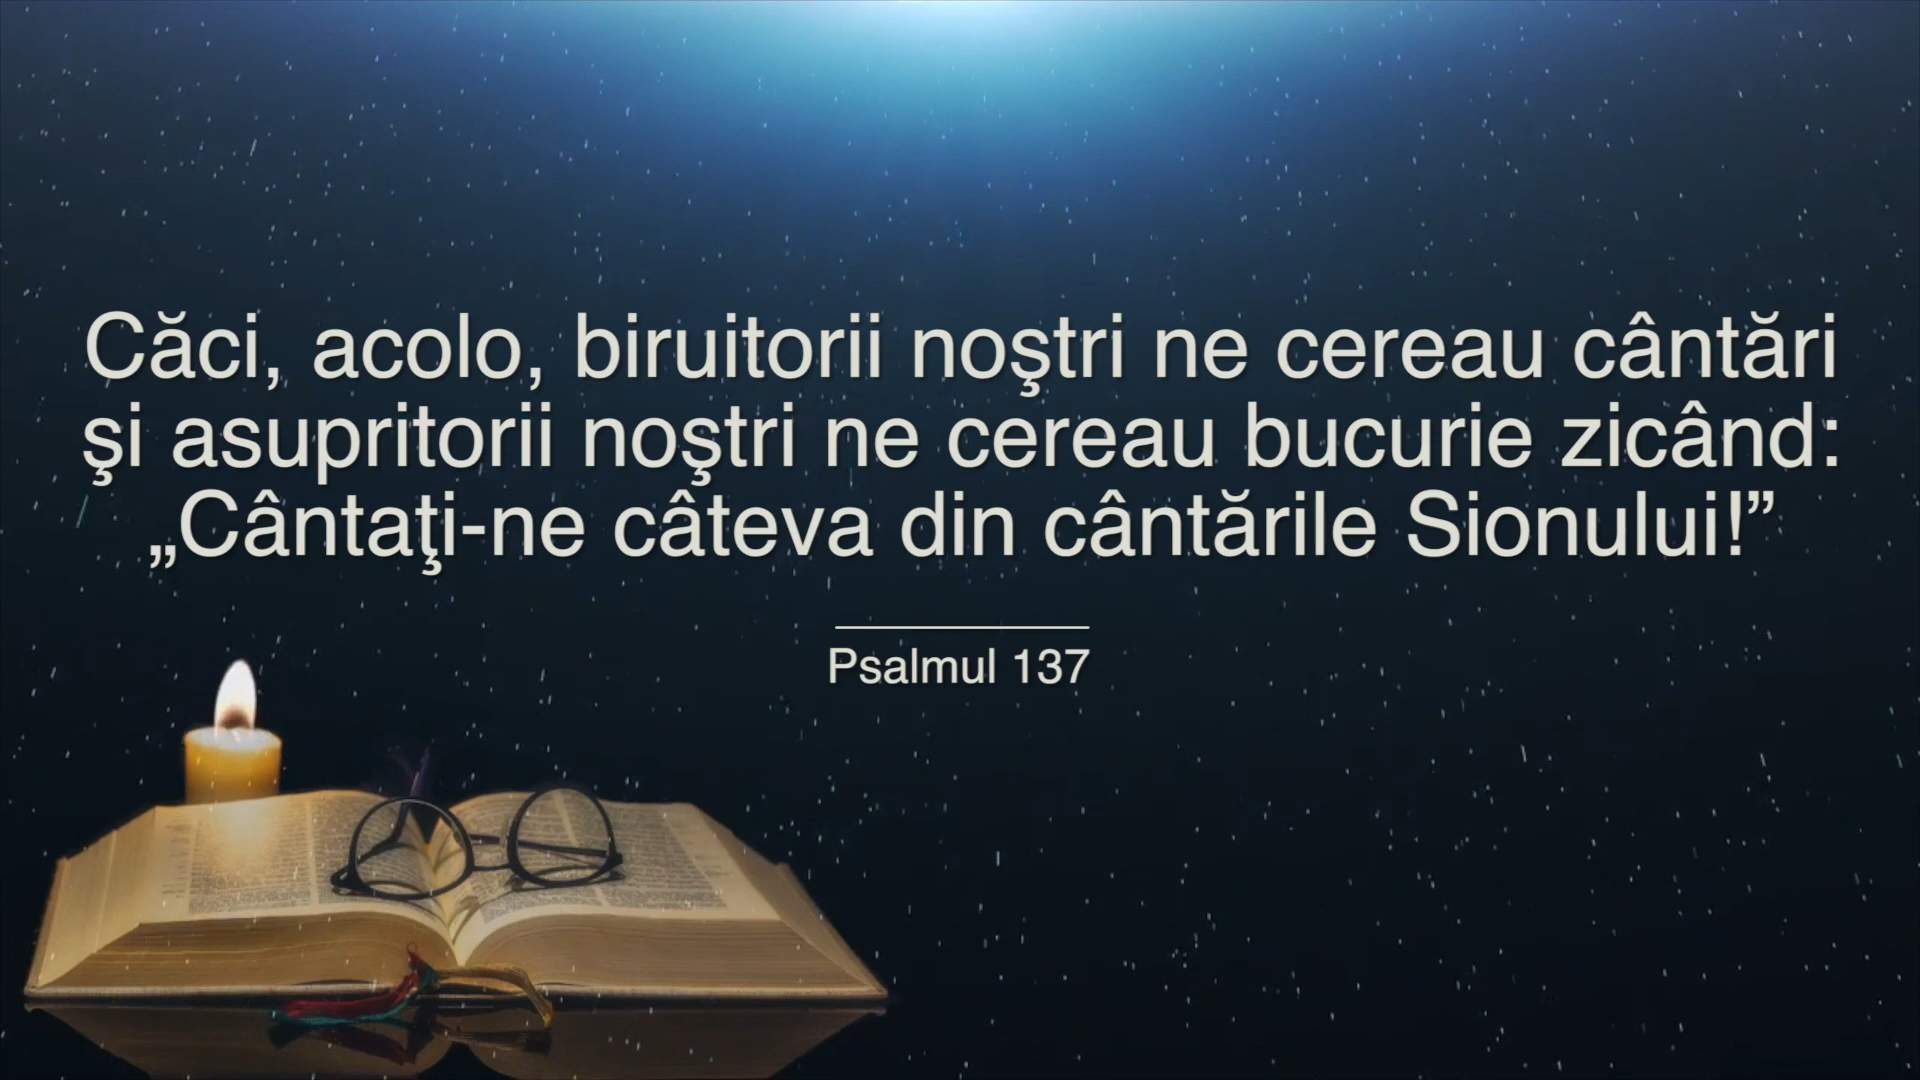 Căci, acolo, biruitorii noştri ne cereau cântări
şi asupritorii noştri ne cereau bucurie zicând:
„Cântaţi-ne câteva din cântările Sionului!”
Psalmul 137